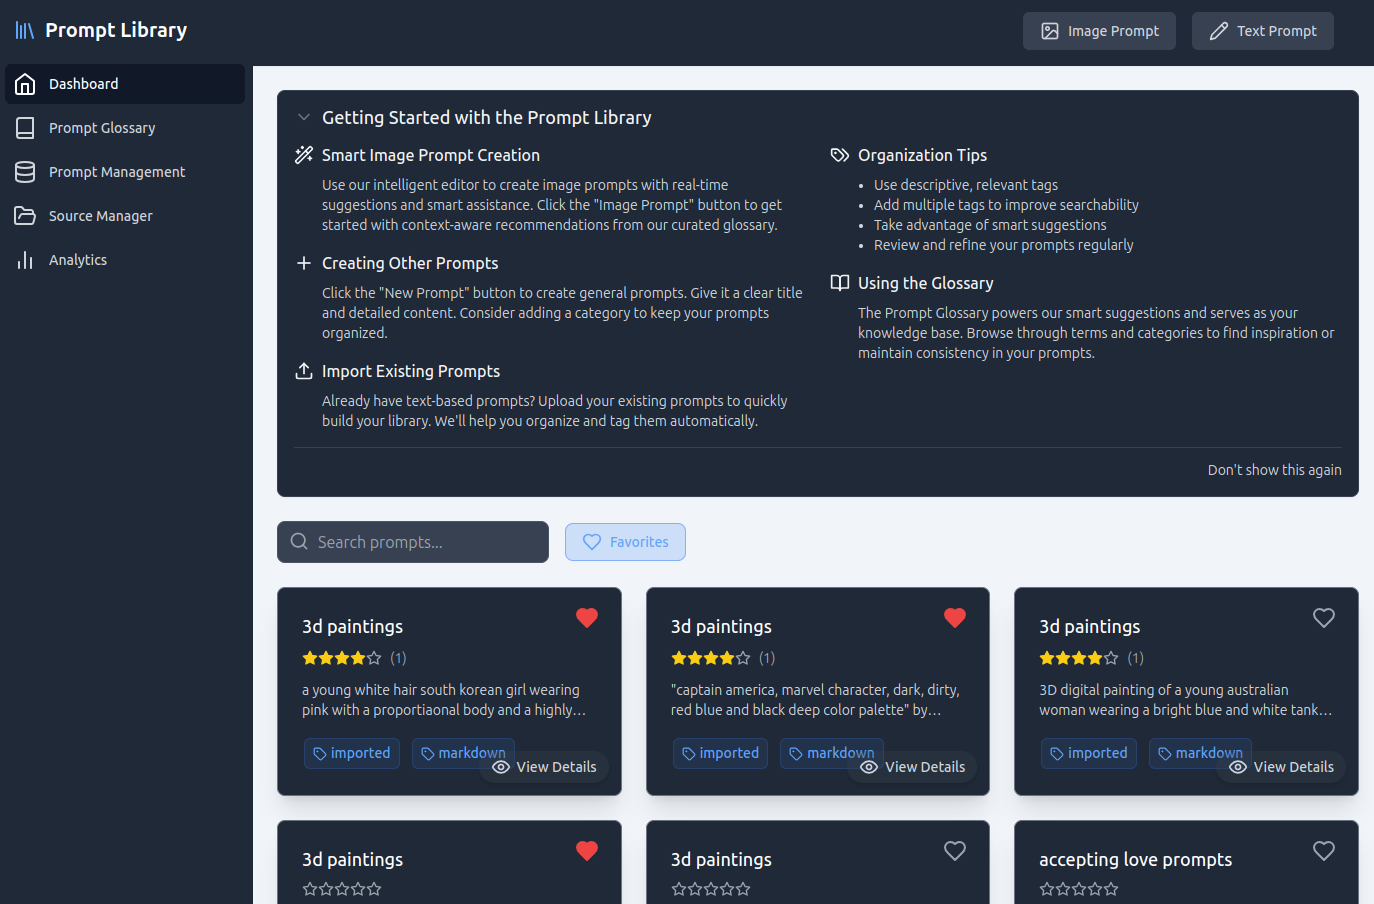 Prompt Library
Image Prompt
Text Prompt
Dashboard
Prompt Glossary
Prompt Management
Source Manager
Analytics
Getting Started with the Prompt Library
Smart Image Prompt Creation
Use our intelligent editor to create image prompts with real-time
suggestions and smart assistance. Click the "Image Prompt" button to get
started with context-aware recommendations from our curated glossary.
Creating Other Prompts
Click the "New Prompt" button to create general prompts. Give it a clear title
and detailed content. Consider adding a category to keep your prompts
organized.
Import Existing Prompts
Already have text-based prompts? Upload your existing prompts to quickly
build your library. We'll help you organize and tag them automatically.
Organization Tips
• Use descriptive, relevant tags
• Add multiple tags to improve searchability
• Take advantage of smart suggestions
• Review and refine your prompts regularly
Using the Glossary
The Prompt Glossary powers our smart suggestions and serves as your
knowledge base. Browse through terms and categories to find inspiration or
maintain consistency in your prompts.
Don't show this again
Search prompts...
Favorites
3d paintings
(1)
a young white hair south korean girl wearing
pink with a proportiaonal body and a highly...
imported
markdown
View Details
3d paintings
(1)
"captain america, marvel character, dark, dirty,
red blue and black deep color palette" by...
imported
markdown
View Details
3d paintings
(1)
3D digital painting of a young australian
woman wearing a bright blue and white tank...
imported
markdown
View Details
3d paintings
3d paintings
accepting love prompts